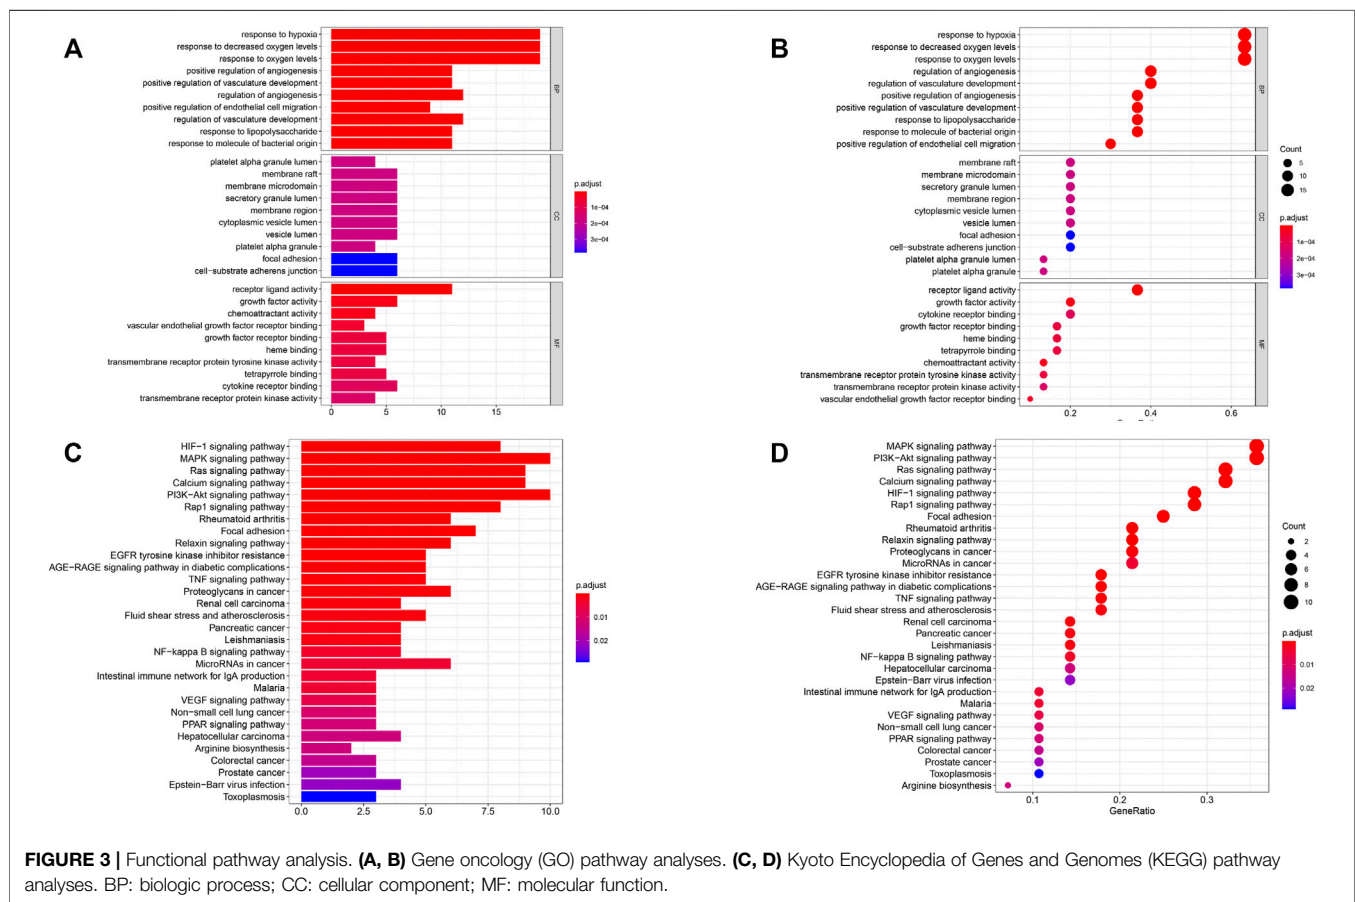 A
response to hypoxia
response to decreased oxygen levels
response to oxygen levels
positive regulation of angiogenesis
positive regulation of vasculature development
regulation of angiogenesis
positive regulation of endothelial cell migration
regulation of vasculature development
response to lipopolysaccharide
response to molecule of bacterial origin
BP
platelet alpha granule lumen
membrane raft
membrane microdomain
secretory granule lumen
membrane region
cytoplasmic vesicle lumen
vesicle lumen
platelet alpha granule
focal adhesion
cell-substrate adherens junction
CC
receptor ligand activity
growth factor activity
chemoattractant activity
vascular endothelial growth factor receptor binding
growth factor receptor binding
heme binding
transmembrane receptor protein tyrosine kinase activity
tetrapyrrole binding
cytokine receptor binding
transmembrane receptor protein kinase activity
MF
0 5 10 15
p.adjust
1e-04
2e-04
3e-04
B
response to hypoxia
response to decreased oxygen levels
response to oxygen levels
regulation of angiogenesis
regulation of vasculature development
positive regulation of angiogenesis
positive regulation of vasculature development
response to lipopolysaccharide
response to molecule of bacterial origin
positive regulation of endothelial cell migration
BP
membrane raft
membrane microdomain
secretory granule lumen
membrane region
cytoplasmic vesicle lumen
vesicle lumen
focal adhesion
cell-substrate adherens junction
platelet alpha granule lumen
platelet alpha granule
CC
receptor ligand activity
growth factor activity
cytokine receptor binding
growth factor receptor binding
heme binding
tetrapyrrole binding
chemoattractant activity
transmembrane receptor protein tyrosine kinase activity
transmembrane receptor protein kinase activity
vascular endothelial growth factor receptor binding
MF
0.2 0.4 0.6
Count
5
10
15
p.adjust
1e-04
2e-04
3e-04
C
HIF-1 signaling pathway
MAPK signaling pathway
Ras signaling pathway
Calcium signaling pathway
PI3K-Akt signaling pathway
Rap1 signaling pathway
Rheumatoid arthritis
Focal adhesion
Relaxin signaling pathway
EGFR tyrosine kinase inhibitor resistance
AGE-RAGE signaling pathway in diabetic complications
TNF signaling pathway
Proteoglycans in cancer
Renal cell carcinoma
Fluid shear stress and atherosclerosis
Pancreatic cancer
Leishmaniasis
NF-kappa B signaling pathway
MicroRNAs in cancer
Intestinal immune network for IgA production
Malaria
VEGF signaling pathway
Non-small cell lung cancer
PPAR signaling pathway
Hepatocellular carcinoma
Arginine biosynthesis
Colorectal cancer
Prostate cancer
Epstein-Barr virus infection
Toxoplasmosis
0.0 2.5 5.0 7.5 10.0
p.adjust
0.01
0.02
D
MAPK signaling pathway
PI3K-Akt signaling pathway
Ras signaling pathway
Calcium signaling pathway
HIF-1 signaling pathway
Rap1 signaling pathway
Focal adhesion
Rheumatoid arthritis
Relaxin signaling pathway
Proteoglycans in cancer
MicroRNAs in cancer
EGFR tyrosine kinase inhibitor resistance
AGE-RAGE signaling pathway in diabetic complications
TNF signaling pathway
Fluid shear stress and atherosclerosis
Renal cell carcinoma
Pancreatic cancer
Leishmaniasis
NF-kappa B signaling pathway
Hepatocellular carcinoma
Epstein-Barr virus infection
Intestinal immune network for IgA production
Malaria
VEGF signaling pathway
Non-small cell lung cancer
PPAR signaling pathway
Colorectal cancer
Prostate cancer
Toxoplasmosis
Arginine biosynthesis
0.1 0.2 0.3
GeneRatio
Count
2
4
6
8
10
p.adjust
0.01
0.02
FIGURE 3 | Functional pathway analysis. (A, B) Gene oncology (GO) pathway analyses. (C, D) Kyoto Encyclopedia of Genes and Genomes (KEGG) pathway
analyses. BP: biologic process; CC: cellular component; MF: molecular function.